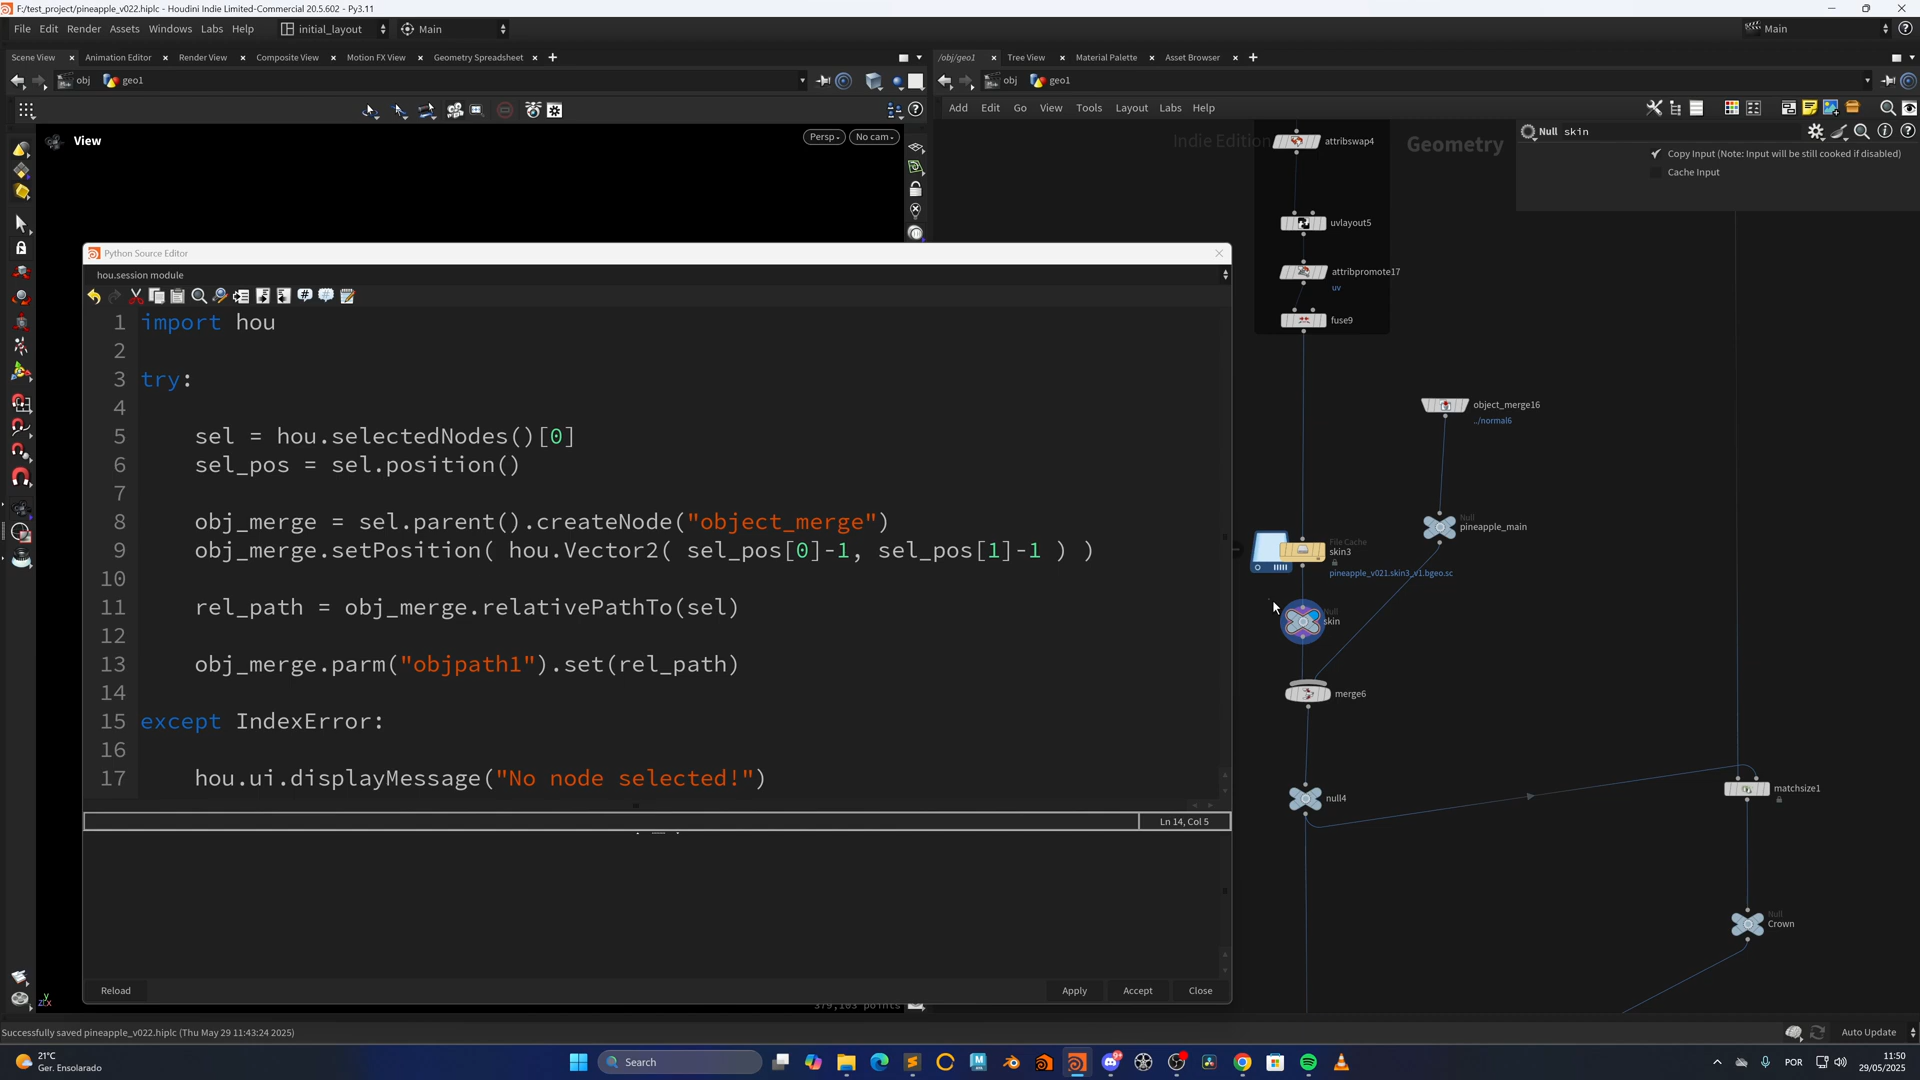 F:/test_project/pineapple_v022.hiplc - Houdini Indie Limited-Commercial 20.5.602 - Py3.11
File Edit Render Assets Windows Labs Help initial_layout Main Main
Scene View Animation Editor Render View Composite View Motion FX View Geometry Spreadsheet
/obj/geo1 Tree View Material Palette Asset Browser
obj geo1
obj geo1
Add Edit Go View Tools Layout Labs Help
View
Persp No cam
Indie Edition
Geometry
Null skin
Copy Input (Note: Input will be still cooked if disabled)
Cache Input
attribswap4
uvlayout5
attribpromote17
uv
fuse9
object_merge16
../normal6
Null
pineapple_main
File Cache
skin3
pineapple_v021.skin3_v1.bgeo.sc
Null
skin
merge6
null4
matchsize1
Null
Crown
Python Source Editor
hou.session module
1 import hou
2
3 try:
4
5 sel = hou.selectedNodes()[0]
6 sel_pos = sel.position()
7
8 obj_merge = sel.parent().createNode("object_merge")
9 obj_merge.setPosition( hou.Vector2( sel_pos[0]-1, sel_pos[1]-1 ) )
10
11 rel_path = obj_merge.relativePathTo(sel)
12
13 obj_merge.parm("objpath1").set(rel_path)
14
15 except IndexError:
16
17 hou.ui.displayMessage("No node selected!")
Ln 14, Col 5
Reload Apply Accept Close
Successfully saved pineapple_v022.hiplc (Thu May 29 11:43:24 2025)
Auto Update
21°C
Ger. Ensolarado
Search
POR
11:50
29/05/2025